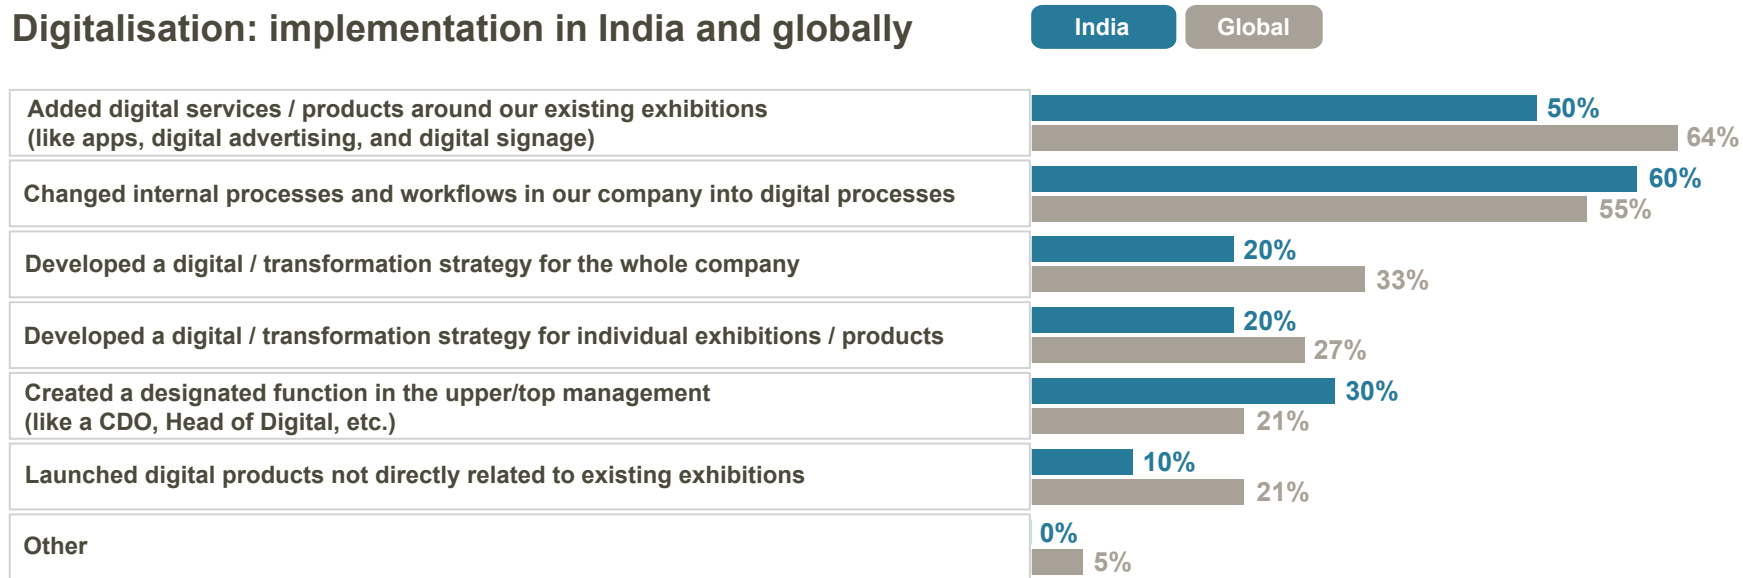 Digitalisation: implementation in India and globally
India
Global
Added digital services / products around our existing exhibitions
(like apps, digital advertising, and digital signage)
50%
64%
Changed internal processes and workflows in our company into digital processes
60%
55%
Developed a digital / transformation strategy for the whole company
20%
33%
Developed a digital / transformation strategy for individual exhibitions / products
20%
27%
Created a designated function in the upper/top management
(like a CDO, Head of Digital, etc.)
30%
21%
Launched digital products not directly related to existing exhibitions
10%
21%
Other
0%
5%